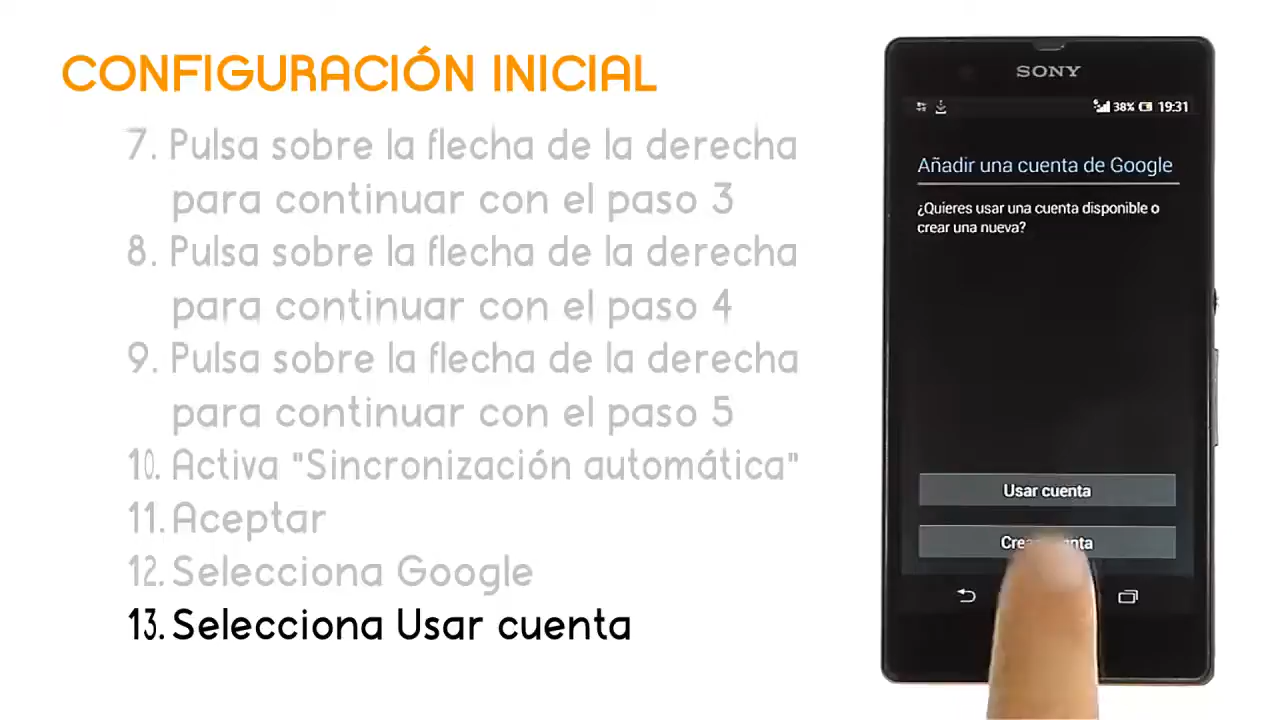 CONFIGURACIÓN INICIAL
7. Pulsa sobre la flecha de la derecha
para continuar con el paso 3
8. Pulsa sobre la flecha de la derecha
para continuar con el paso 4
9. Pulsa sobre la flecha de la derecha
para continuar con el paso 5
10. Activa "Sincronización automática"
11. Aceptar
12. Selecciona Google
13. Selecciona Usar cuenta
SONY
38% 19:31
Añadir una cuenta de Google
¿Quieres usar una cuenta disponible o
crear una nueva?
Usar cuenta